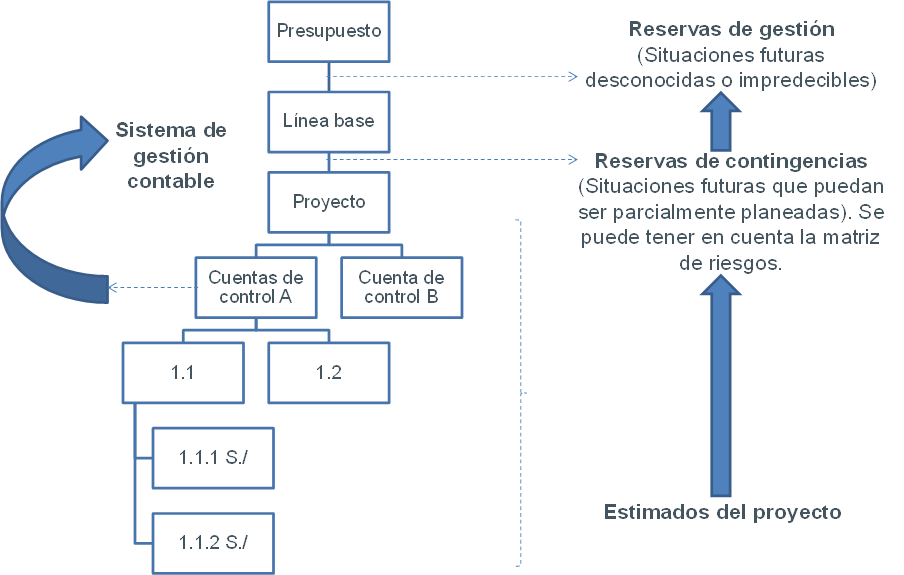 Presupuesto
Línea base
Proyecto
Cuentas de
control A
Cuenta de
control B
1.1
1.2
1.1.1 S./
1.1.2 S./
Sistema de
gestión
contable
Reservas de gestión
(Situaciones futuras
desconocidas o impredecibles)
Reservas de contingencias
(Situaciones futuras que puedan
ser parcialmente planeadas). Se
puede tener en cuenta la matriz
de riesgos.
Estimados del proyecto